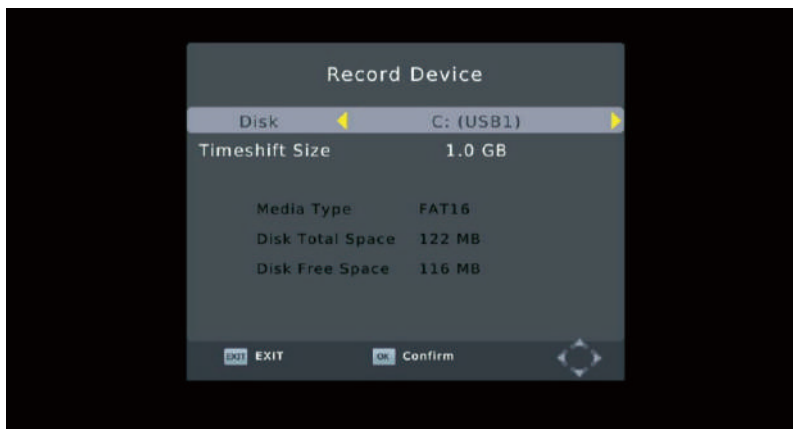 Record Device
Disk C: (USB1)
Timeshift Size 1.0 GB
Media Type FAT16
Disk Total Space 122 MB
Disk Free Space 116 MB
EXIT EXIT OK Confirm